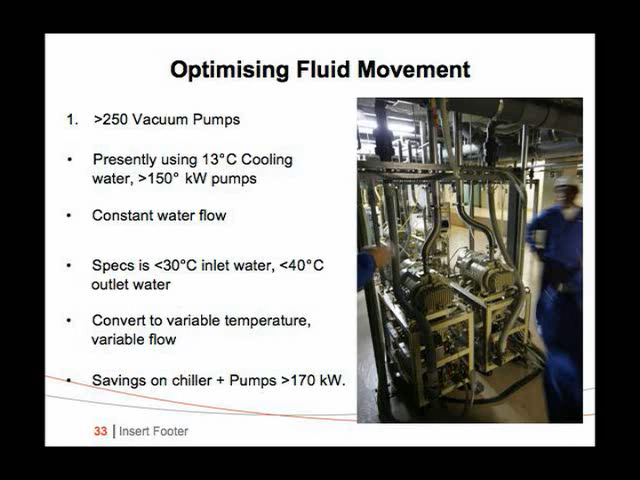 Optimising Fluid Movement
1. >250 Vacuum Pumps
• Presently using 13°C Cooling
water, >150° kW pumps
• Constant water flow
• Specs is <30°C inlet water, <40°C
outlet water
• Convert to variable temperature,
variable flow
• Savings on chiller + Pumps >170 kW.
33 | Insert Footer